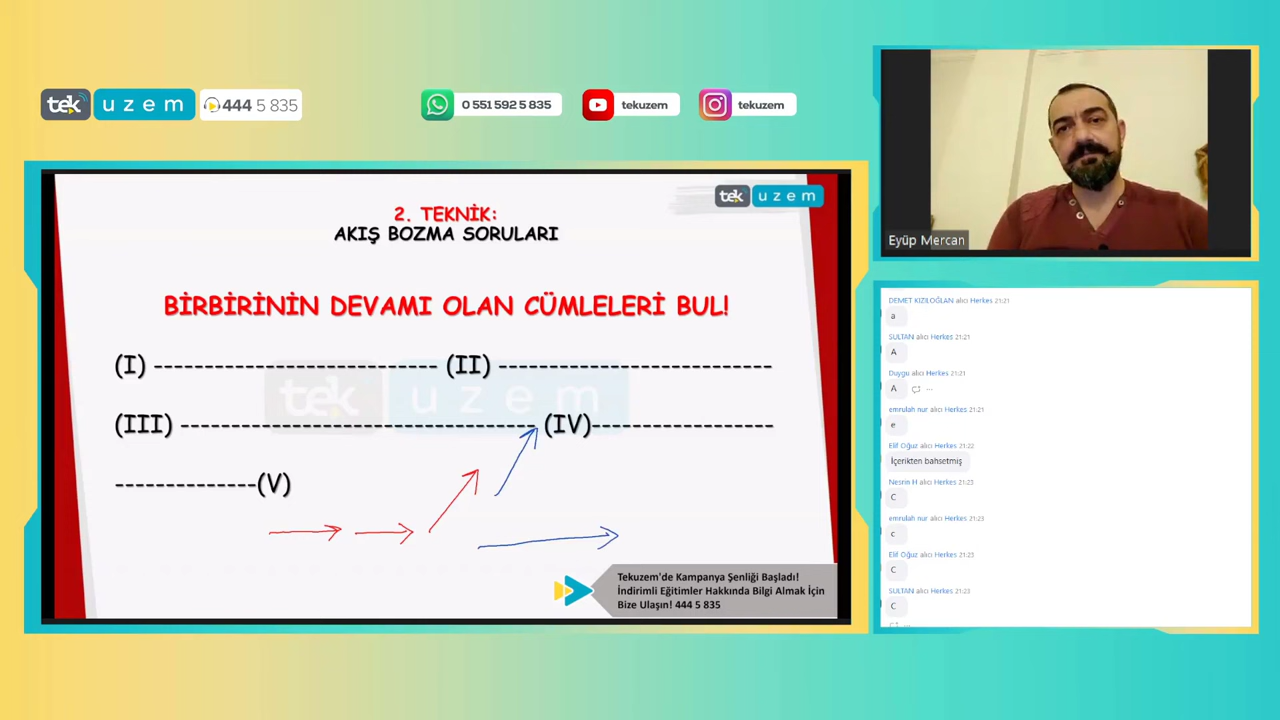 tek uzem 444 5 835
0 551 592 5 835
tekuzem
tekuzem
tek uzem
2. TEKNİK:
AKIŞ BOZMA SORULARI
BİRBİRİNİN DEVAMI OLAN CÜMLELERİ BUL!
(I) ---------------------------- (II) ---------------------------
(III) ----------------------------------- (IV)------------------
--------------(V)
tek uzem
Tekuzem'de Kampanya Şenliği Başladı!
İndirimli Eğitimler Hakkında Bilgi Almak İçin
Bize Ulaşın! 444 5 835
Eyüp Mercan
DEMET KIZILOĞLAN alıcı Herkes 21:21
a
SULTAN alıcı Herkes 21:21
A
Duygu alıcı Herkes 21:21
A
emrulah nur alıcı Herkes 21:21
e
Elif Oğuz alıcı Herkes 21:22
İçerikten bahsetmiş
Nesrin H alıcı Herkes 21:23
C
emrulah nur alıcı Herkes 21:23
c
Elif Oğuz alıcı Herkes 21:23
C
SULTAN alıcı Herkes 21:23
C